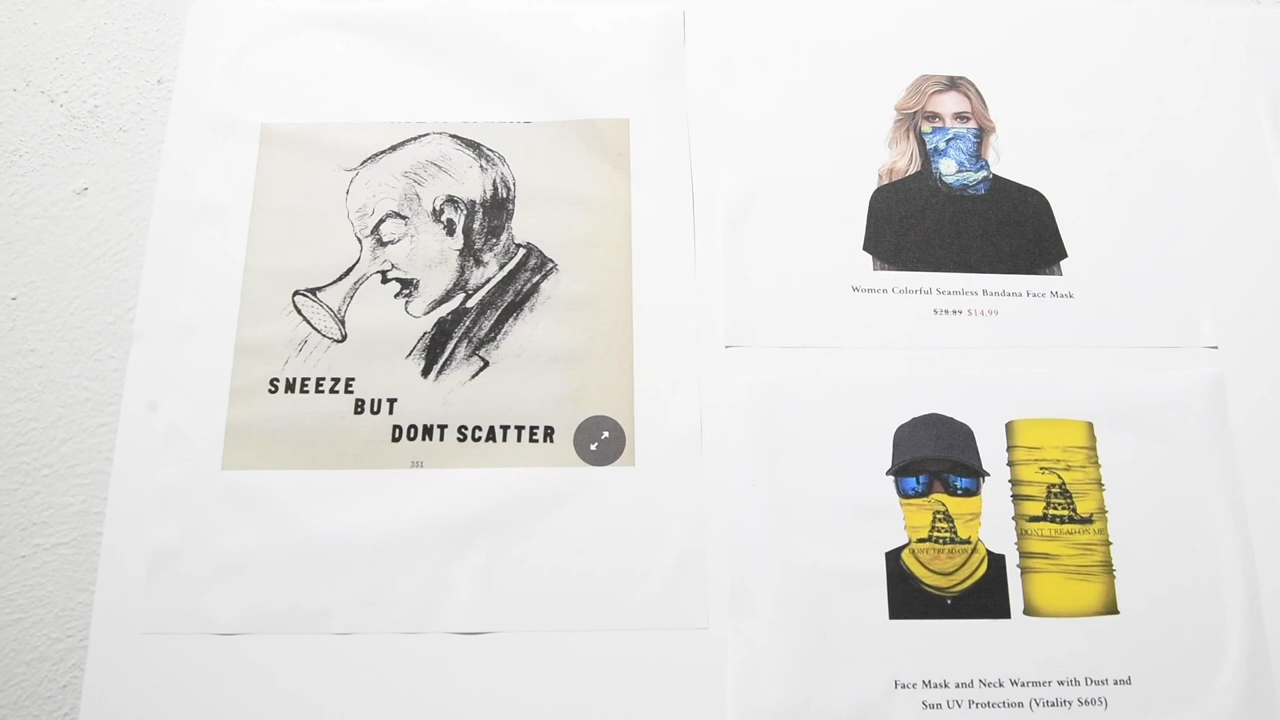 SNEEZE
BUT
DONT SCATTER
351
Women Colorful Seamless Bandana Face Mask
$28.89 $14.99
DONT TREAD ON ME
DONT TREAD ON ME
Face Mask and Neck Warmer with Dust and
Sun UV Protection (Vitality S605)